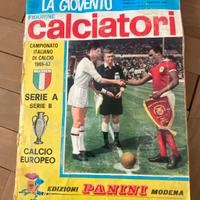 LA GIOVENTÙ
FIGURINE
calciatori
CAMPIONATO
ITALIANO
DI CALCIO
1966-67
SERIE A
SERIE B
CALCIO
EUROPEO
EDIZIONI PANINI MODENA